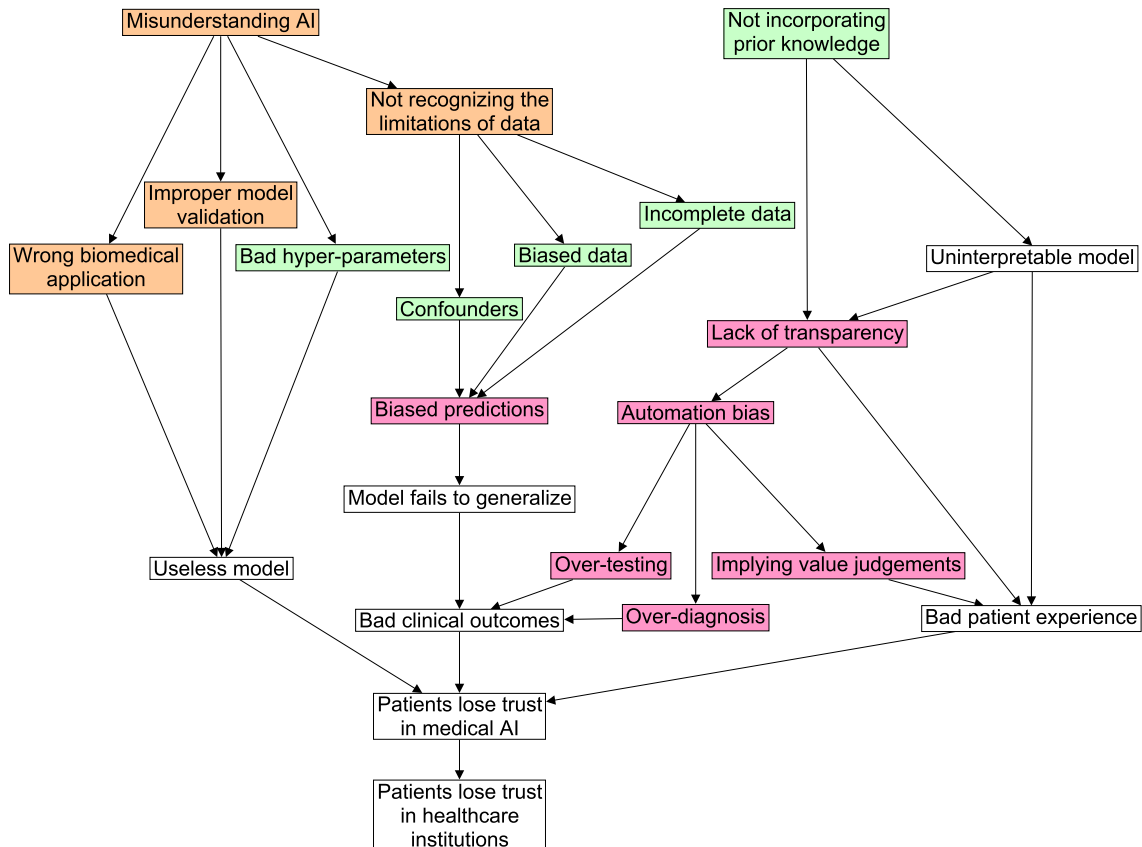 Misunderstanding AI
Not incorporating
prior knowledge
Not recognizing the
limitations of data
Improper model
validation
Incomplete data
Wrong biomedical
application
Bad hyper-parameters
Biased data
Uninterpretable model
Confounders
Lack of transparency
Biased predictions
Automation bias
Model fails to generalize
Useless model
Over-testing
Implying value judgements
Bad clinical outcomes
Over-diagnosis
Bad patient experience
Patients lose trust
in medical AI
Patients lose trust
in healthcare
institutions